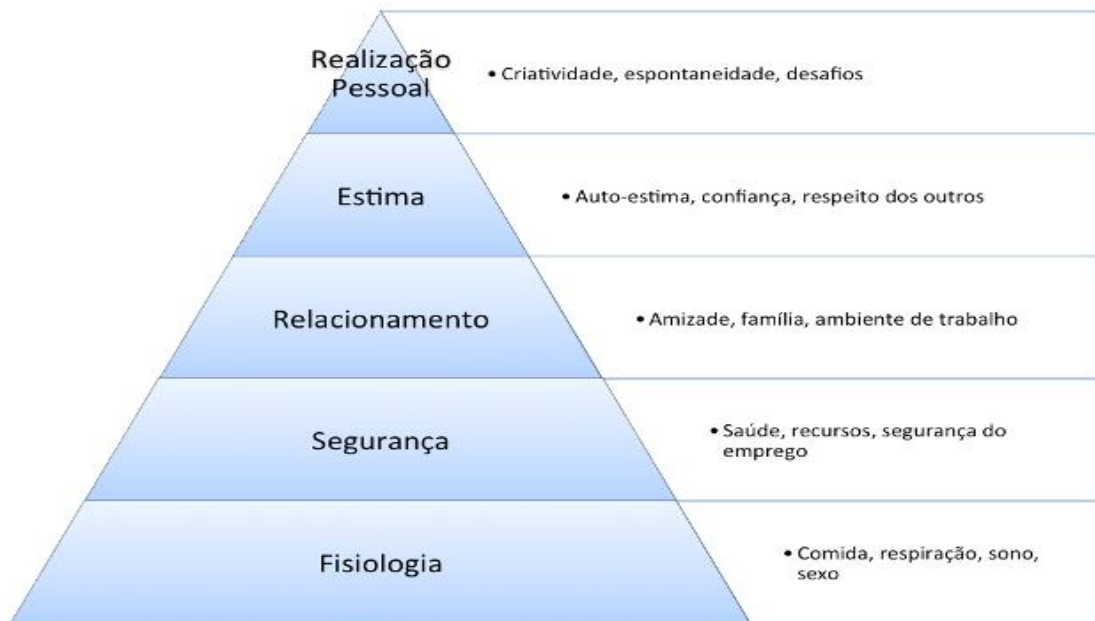 Realização
Pessoal
• Criatividade, espontaneidade, desafios
Estima
• Auto-estima, confiança, respeito dos outros
Relacionamento
• Amizade, família, ambiente de trabalho
Segurança
• Saúde, recursos, segurança do
emprego
Fisiologia
• Comida, respiração, sono,
sexo